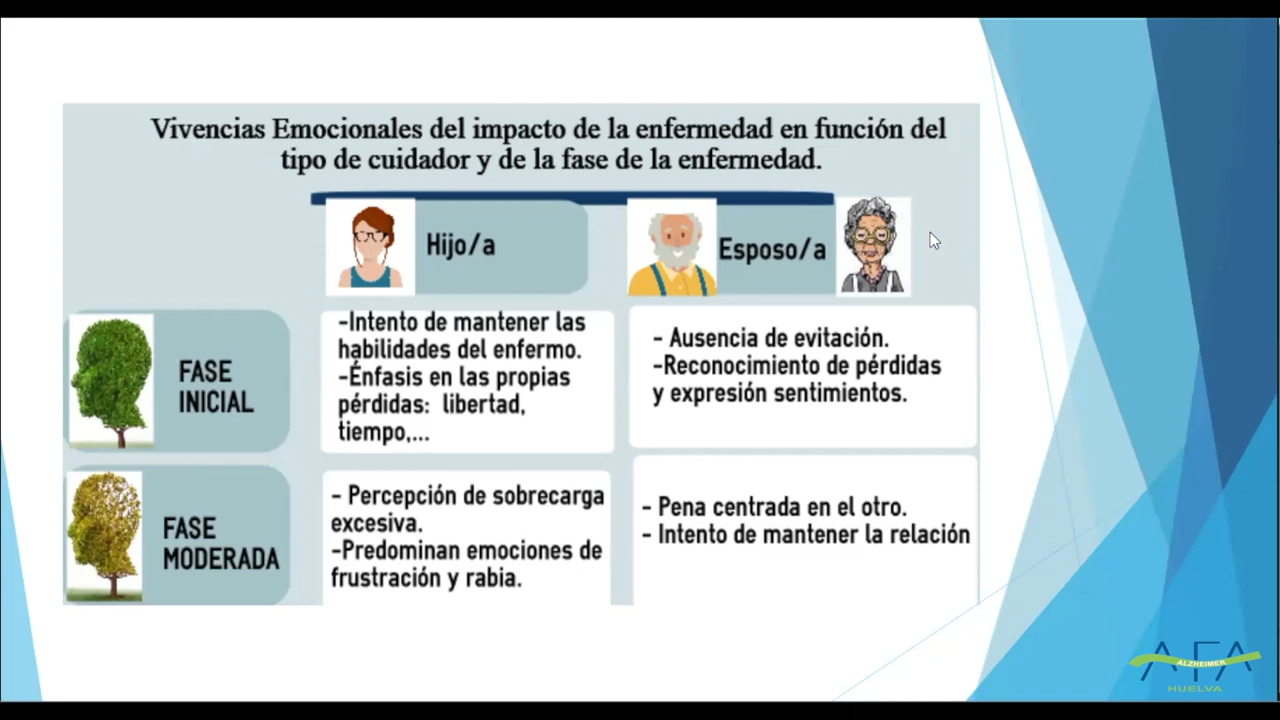 Vivencias Emocionales del impacto de la enfermedad en función del
tipo de cuidador y de la fase de la enfermedad.
Hijo/a
Esposo/a
FASE
INICIAL
-Intento de mantener las
habilidades del enfermo.
-Énfasis en las propias
pérdidas: libertad,
tiempo,...
- Ausencia de evitación.
-Reconocimiento de pérdidas
y expresión sentimientos.
FASE
MODERADA
- Percepción de sobrecarga
excesiva.
-Predominan emociones de
frustración y rabia.
- Pena centrada en el otro.
- Intento de mantener la relación
AFA
ALZHEIMER
HUELVA